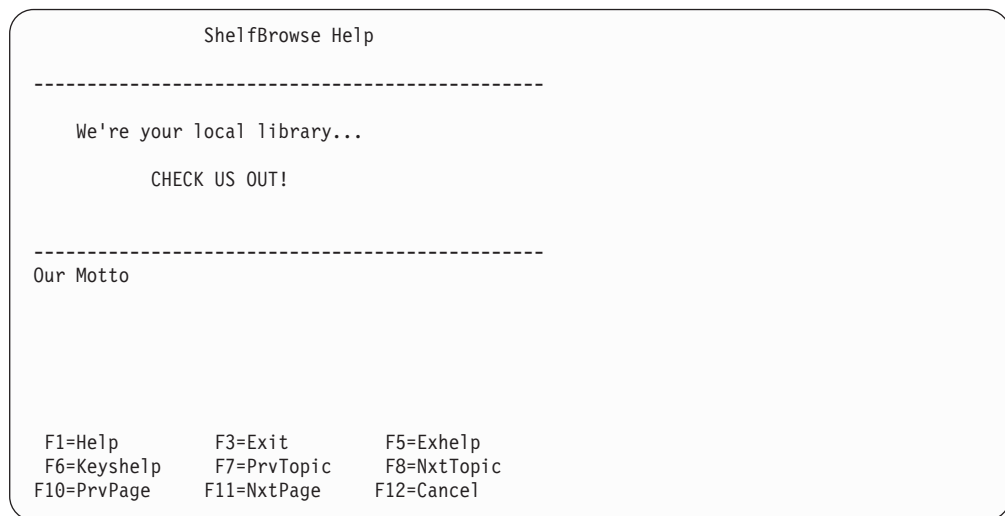 ShelfBrowse Help
------------------------------------------------
We're your local library...
CHECK US OUT!
------------------------------------------------
Our Motto
F1=Help F3=Exit F5=Exhelp
F6=Keyshelp F7=PrvTopic F8=NxtTopic
F10=PrvPage F11=NxtPage F12=Cancel